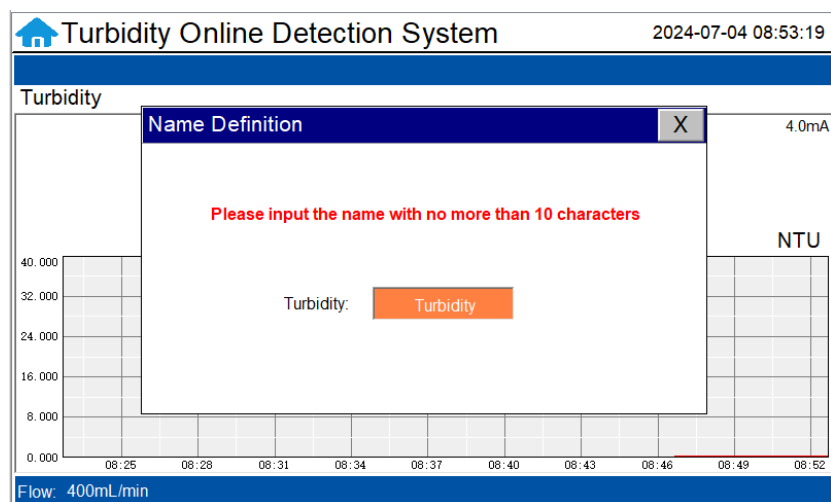 Turbidity Online Detection System 2024-07-04 08:53:19
Turbidity
Name Definition X
4.0mA
Please input the name with no more than 10 characters
NTU
40.000
32.000
Turbidity: Turbidity
24.000
16.000
8.000
0.000
08:25 08:28 08:31 08:34 08:37 08:40 08:43 08:46 08:49 08:52
Flow: 400mL/min